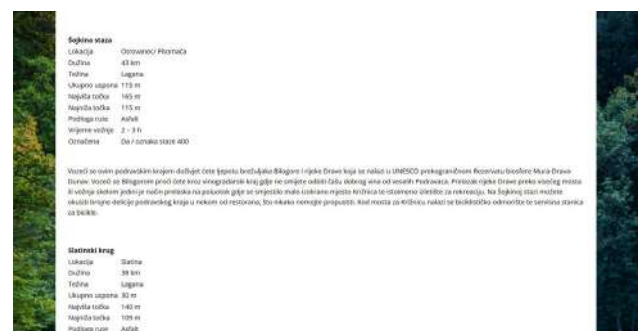 Šojkina staza
Lokacija Otrovanec/ Pitomača
Dužina 43 km
Težina Lagana
Ukupno uspona 115 m
Najviša točka 165 m
Najniža točka 115 m
Podloga rute Asfalt
Vrijeme vožnje 2 – 3 h
Označena Da / oznaka staze 400
Vozeći se ovim podravskim krajem doživjet ćete ljepotu brežuljaka Bilogore i rijeke Drave koja se nalazi u UNESCO prekograničnom Rezervatu biosfere Mura Drava
Dunav. Vozeći se Bilogorom proći ćete kroz vinogradarski kraj gdje ne smijete odbiti čašu dobrog vina od veselih Podravaca. Prelazak rijeke Drave preko visećeg mosta
ili vožnja skelom jedini je način prelaska na poluotok gdje se smjestilo malo izolirano mjesto Križnica te istoimeno izletište za rekreaciju. Na Šojkinoj stazi možete
okusiti brojne delicije podravskog kraja u nekom od restorana, što nikako nemojte propustiti. Kod mosta za Križnicu nalazi se biciklističko odmorište te servisna stanica
za bicikle.
Slatinski krug
Lokacija Slatina
Dužina 38 km
Težina Lagana
Ukupno uspona 30 m
Najviša točka 140 m
Najniža točka 109 m
Podloga rute Asfalt